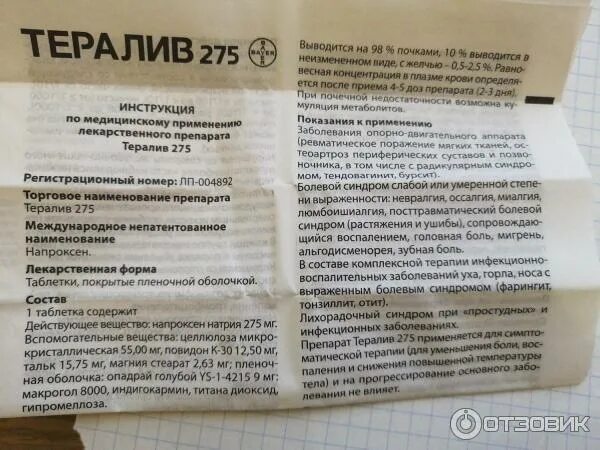 ТЕРАЛИВ 275
BAYER
ИНСТРУКЦИЯ
по медицинскому применению
лекарственного препарата
Тералив 275
Регистрационный номер: ЛП-004892
Торговое наименование препарата
Тералив 275
Международное непатентованное
наименование
Напроксен.
Лекарственная форма
Таблетки, покрытые пленочной оболочкой.
Состав
1 таблетка содержит
Действующее вещество: напроксен натрия 275 мг.
Вспомогательные вещества: целлюлоза микро-
кристаллическая 55,00 мг, повидон К-30 12,50 мг,
тальк 15,75 мг, магния стеарат 2,63 мг; пленоч-
ная оболочка: опадрай голубой YS-1-4215 9 мг:
макрогол 8000, индигокармин, титана диоксид,
гипромеллоза.
Выводится на 98 % почками, 10 % выводится в
неизмененном виде, с желчью – 0,5-2,5 %. Равно-
весная концентрация в плазме крови определя-
ется после приема 4-5 доз препарата (2-3 дня).
При почечной недостаточности возможна ку-
муляция метаболитов.
Показания к применению
Заболевания опорно-двигательного аппарата
(ревматическое поражение мягких тканей, ос-
теоартроз периферических суставов и позво-
ночника, в том числе с радикулярным синдро-
мом, тендовагинит, бурсит).
Болевой синдром слабой или умеренной степе-
ни выраженности: невралгия, оссалгия, миалгия,
люмбоишиалгия, посттравматический болевой
синдром (растяжения и ушибы), сопровождаю-
щийся воспалением, головная боль, мигрень,
альгодисменорея, зубная боль.
В составе комплексной терапии инфекционно-
воспалительных заболеваний уха, горла, носа с
выраженным болевым синдромом (фарингит,
тонзиллит, отит).
Лихорадочный синдром при «простудных» и
инфекционных заболеваниях.
Препарат Тералив 275 применяется для симпто-
матической терапии (для уменьшения боли, вос-
паления и снижения повышенной температуры
тела) и на прогрессирование основного забо-
левания не влияет.
ОТЗОВИК